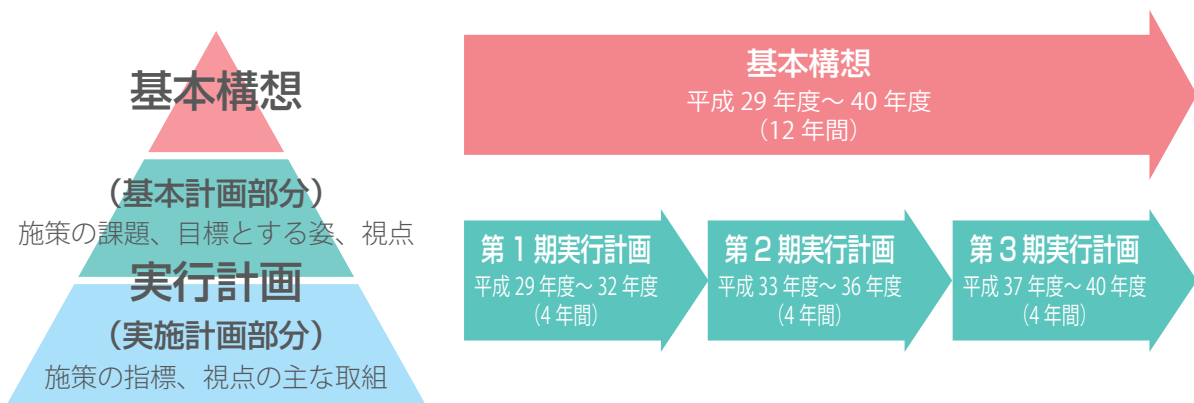 基本構想
(基本計画部分)
施策の課題、目標とする姿、視点
実行計画
(実施計画部分)
施策の指標、視点の主な取組
基本構想
平成 29 年度～ 40 年度
(12 年間)
第 1 期実行計画
平成 29 年度～ 32 年度
(4 年間)
第 2 期実行計画
平成 33 年度～ 36 年度
(4 年間)
第 3 期実行計画
平成 37 年度～ 40 年度
(4 年間)